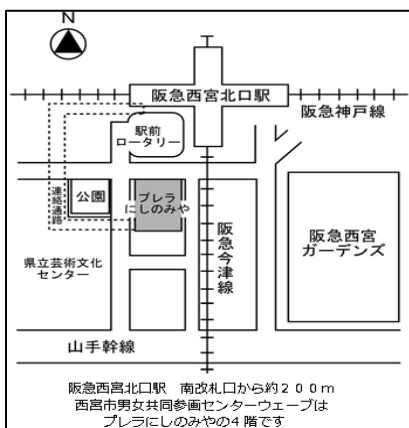 N
阪急西宮北口駅
阪急神戸線
駅前
ロータリー
連絡通路
公園
プレラ
にしのみや
阪急今津線
阪急西宮
ガーデンズ
県立芸術文化
センター
山手幹線
阪急西宮北口駅　南改札口から約２００ｍ
西宮市男女共同参画センターウェーブは
プレラにしのみやの４階です